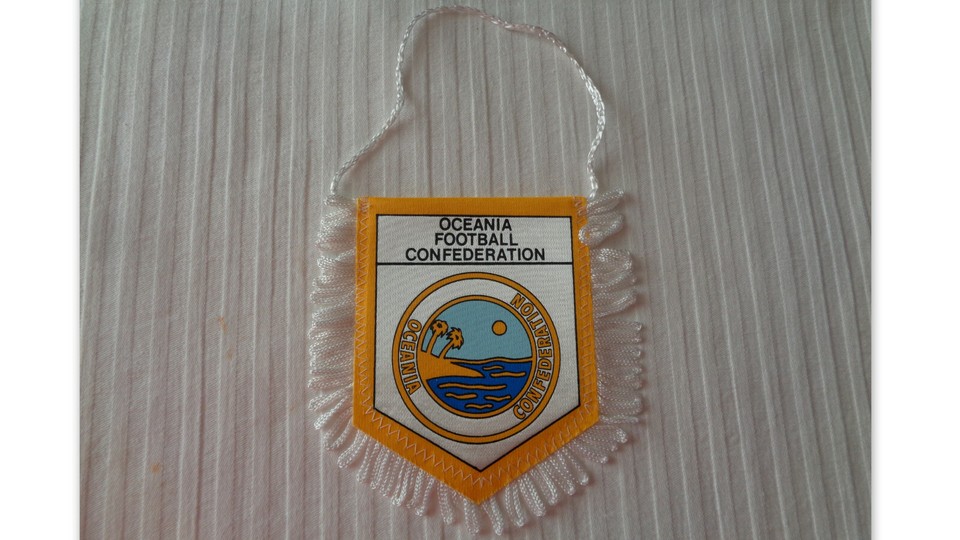 OCEANIA
FOOTBALL
CONFEDERATION
OCEANIA
CONFEDERATION